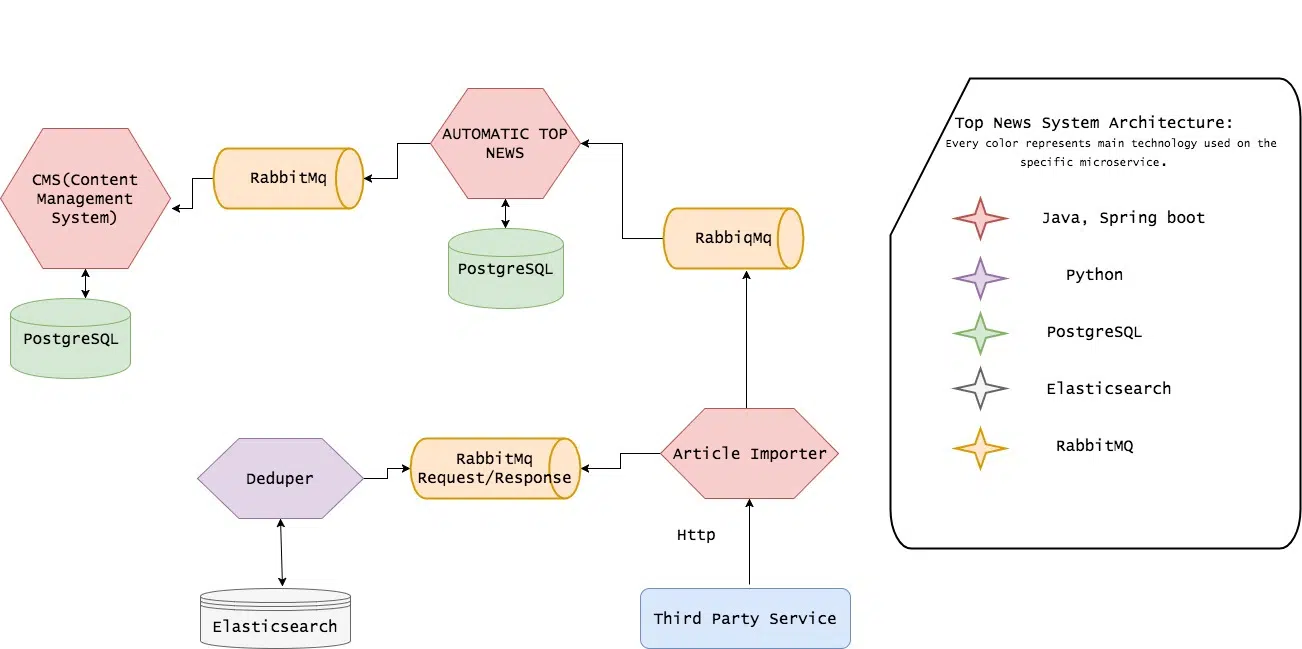 AUTOMATIC TOP
NEWS
CMS(Content
Management
System)
RabbitMq
RabbiqMq
PostgreSQL
PostgreSQL
Deduper
RabbitMq
Request/Response
Article Importer
Http
Elasticsearch
Third Party Service
Top News System Architecture:
Every color represents main technology used on the
specific microservice.
Java, Spring boot
Python
PostgreSQL
Elasticsearch
RabbitMQ